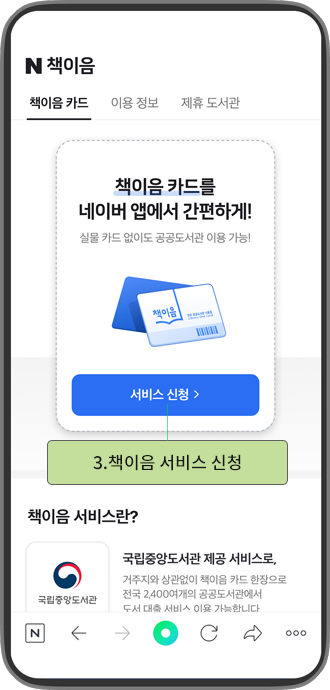 N 책이음
책이음 카드 이용 정보 제휴 도서관
책이음 카드를
네이버 앱에서 간편하게!
실물 카드 없이도 공공도서관 이용 가능!
책이음
서비스 신청 >
3.책이음 서비스 신청
책이음 서비스란?
국립중앙도서관 제공 서비스로,
거주지와 상관없이 책이음 카드 한장으로
전국 2,400여개의 공공도서관에서
도서 대출 서비스 이용 가능합니다
국립중앙도서관
N